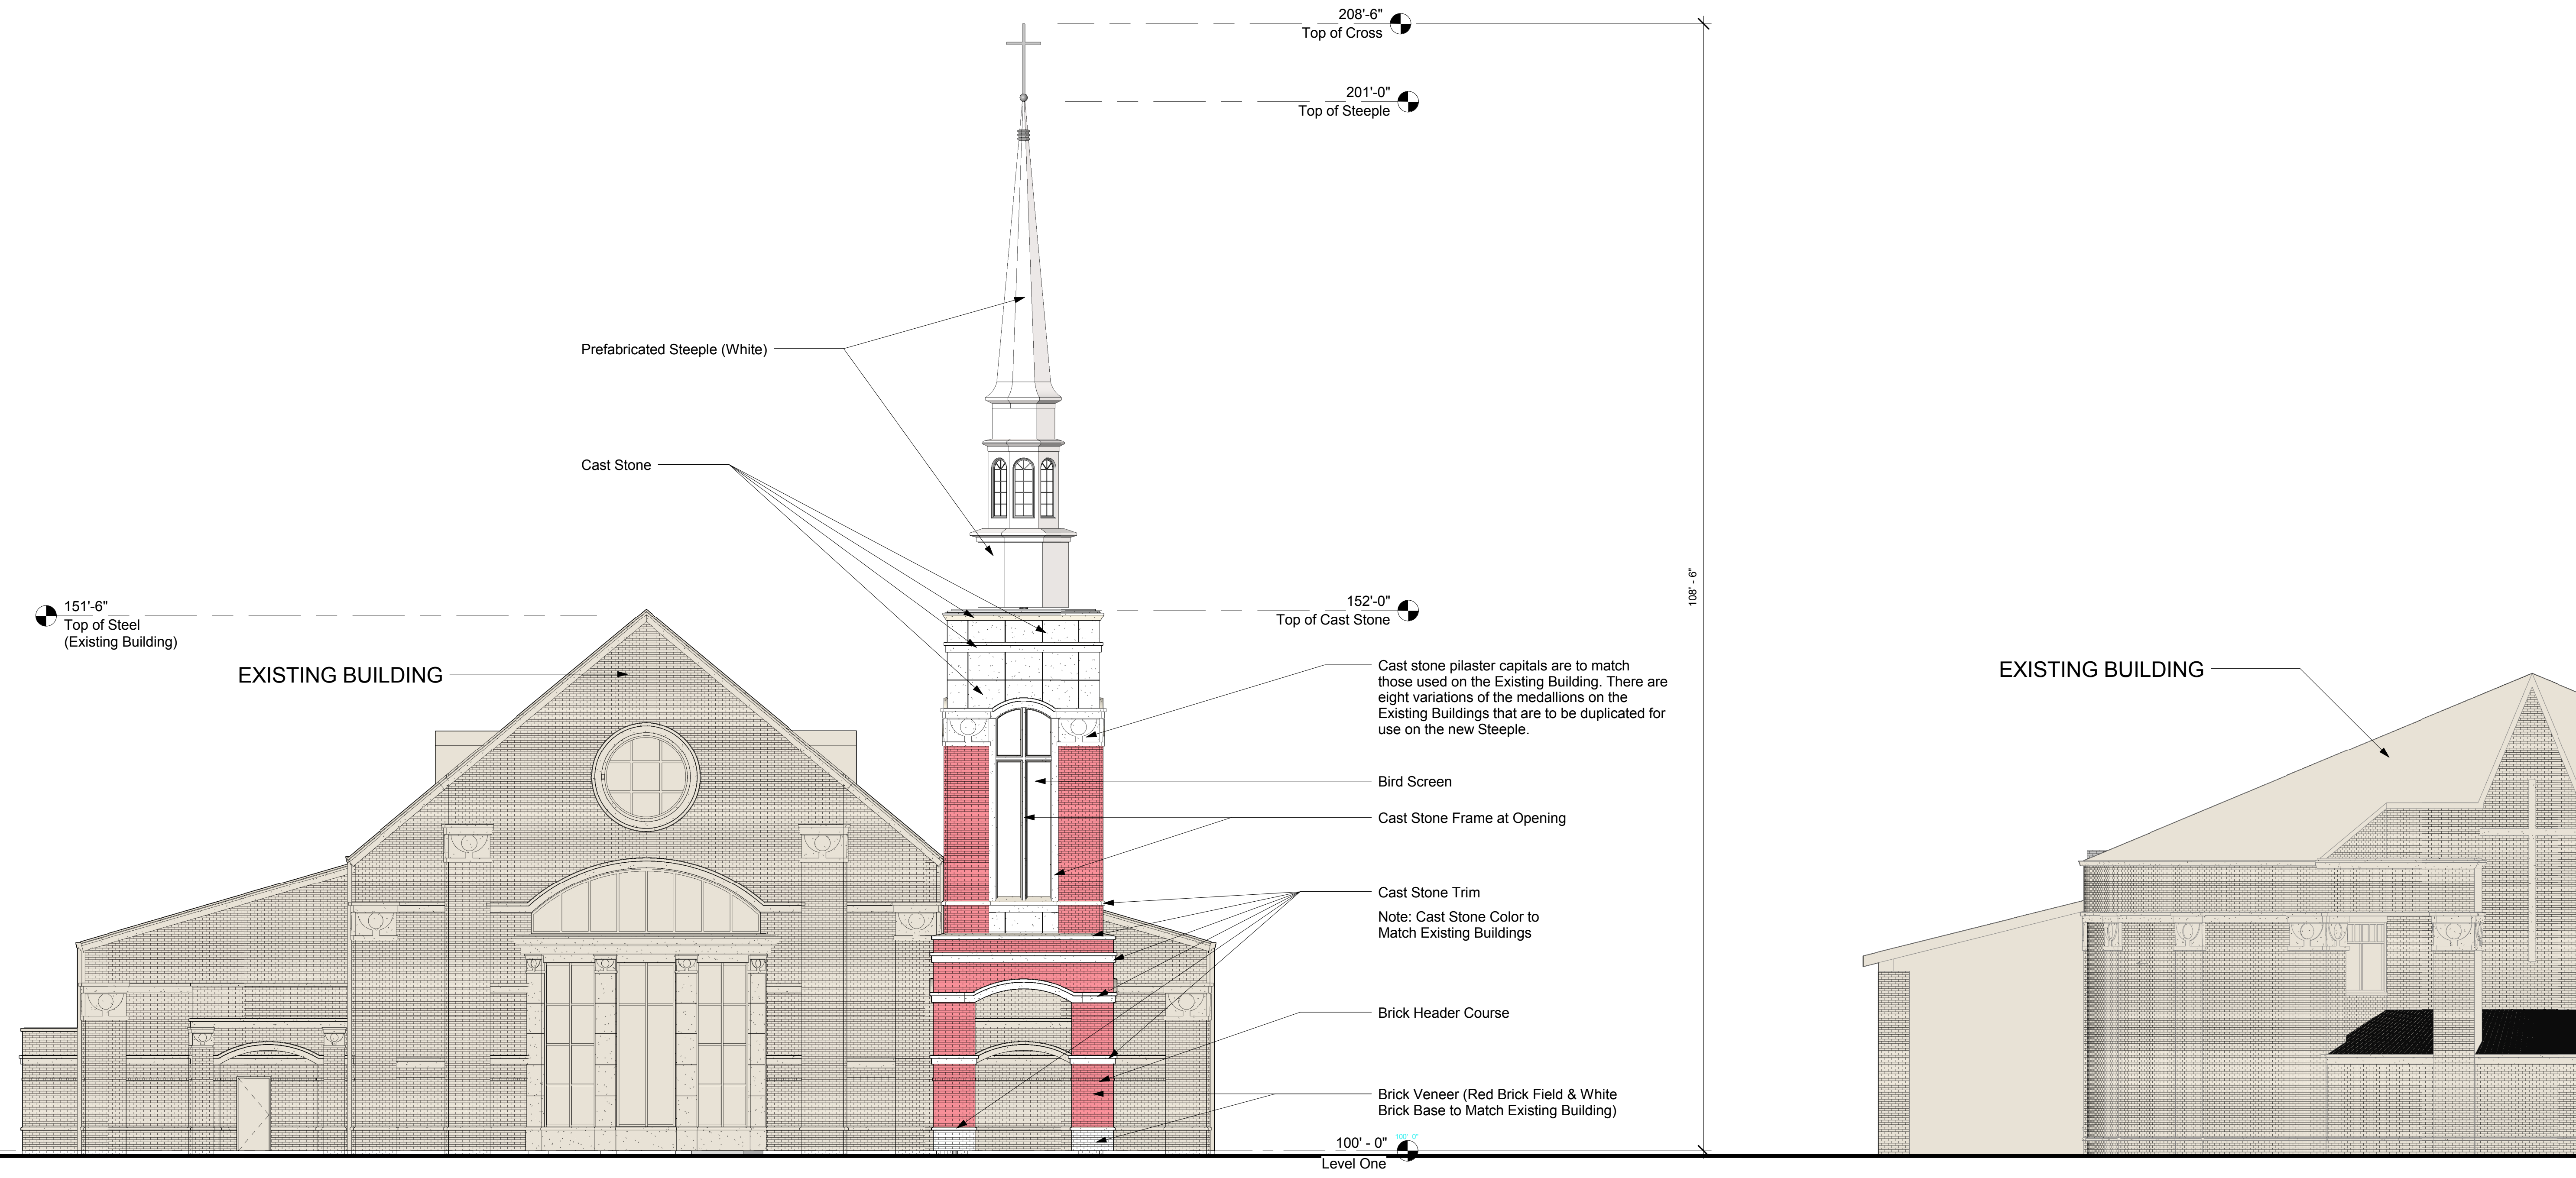 208'-6"
Top of Cross
201'-0"
Top of Steeple
Prefabricated Steeple (White)
Cast Stone
108' - 6"
151'-6"
Top of Steel
(Existing Building)
152'-0"
Top of Cast Stone
EXISTING BUILDING
Cast stone pilaster capitals are to match
those used on the Existing Building. There are
eight variations of the medallions on the
Existing Buildings that are to be duplicated for
use on the new Steeple.
EXISTING BUILDING
Bird Screen
Cast Stone Frame at Opening
Cast Stone Trim
Note: Cast Stone Color to
Match Existing Buildings
Brick Header Course
Brick Veneer (Red Brick Field & White
Brick Base to Match Existing Building)
100' - 0"
100' 0"
Level One